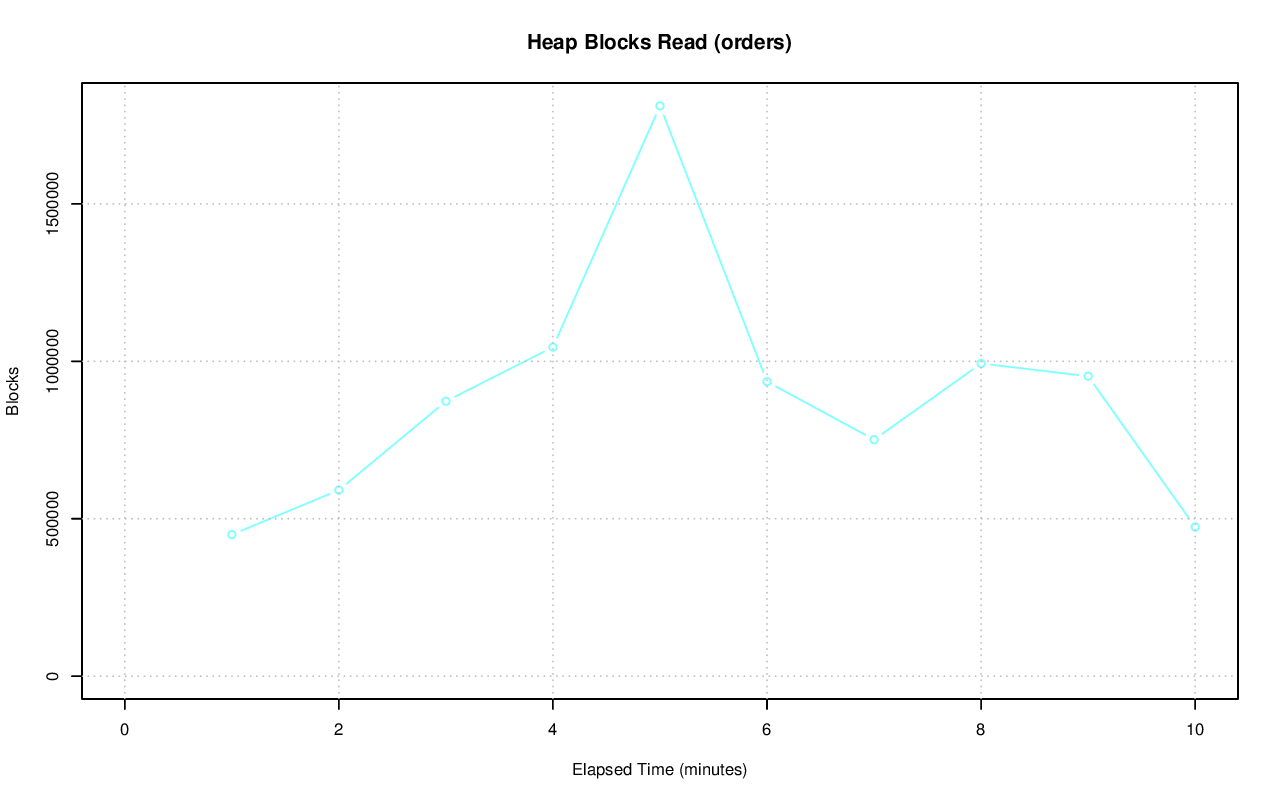 Heap Blocks Read (orders)
Blocks
1500000
1000000
500000
0
0 2 4 6 8 10
Elapsed Time (minutes)